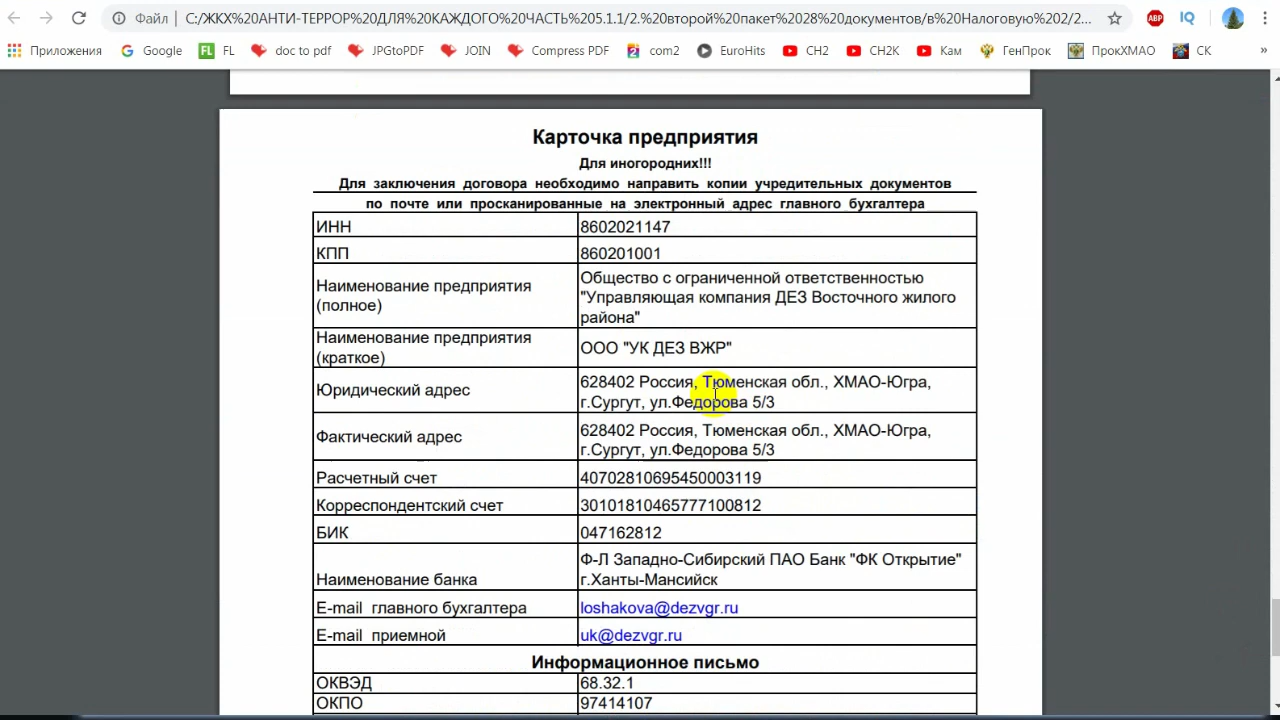 Файл
C:/ЖКХ%20АНТИ-ТЕРРОР%20ДЛЯ%20КАЖДОГО%20ЧАСТЬ%205.1.1/2.%20второй%20пакет%2028%20документов/в%20Налоговую%202/2...
ABP
IQ
Приложения
Google
FL FL
doc to pdf
JPGtoPDF
JOIN
Compress PDF
com2
EuroHits
CH2
CH2K
Кам
ГенПрок
ПрокХМАО
СК
»
Карточка предприятия
Для иногородних!!!
Для заключения договора необходимо направить копии учредительных документов
по почте или просканированные на электронный адрес главного бухгалтера
ИНН 8602021147
КПП 860201001
Наименование предприятия
(полное)
Общество с ограниченной ответственностью
"Управляющая компания ДЕЗ Восточного жилого
района"
Наименование предприятия
(краткое)
ООО "УК ДЕЗ ВЖР"
Юридический адрес
628402 Россия, Тюменская обл., ХМАО-Югра,
г.Сургут, ул.Федорова 5/3
Фактический адрес
628402 Россия, Тюменская обл., ХМАО-Югра,
г.Сургут, ул.Федорова 5/3
Расчетный счет 40702810695450003119
Корреспондентский счет 30101810465777100812
БИК 047162812
Наименование банка
Ф-Л Западно-Сибирский ПАО Банк "ФК Открытие"
г.Ханты-Мансийск
E-mail главного бухгалтера loshakova@dezvgr.ru
E-mail приемной uk@dezvgr.ru
Информационное письмо
ОКВЭД 68.32.1
ОКПО 97414107